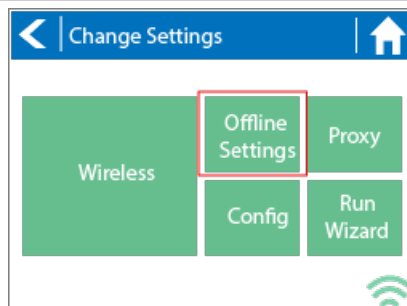 Change Settings
Wireless
Offline
Settings
Proxy
Config
Run
Wizard